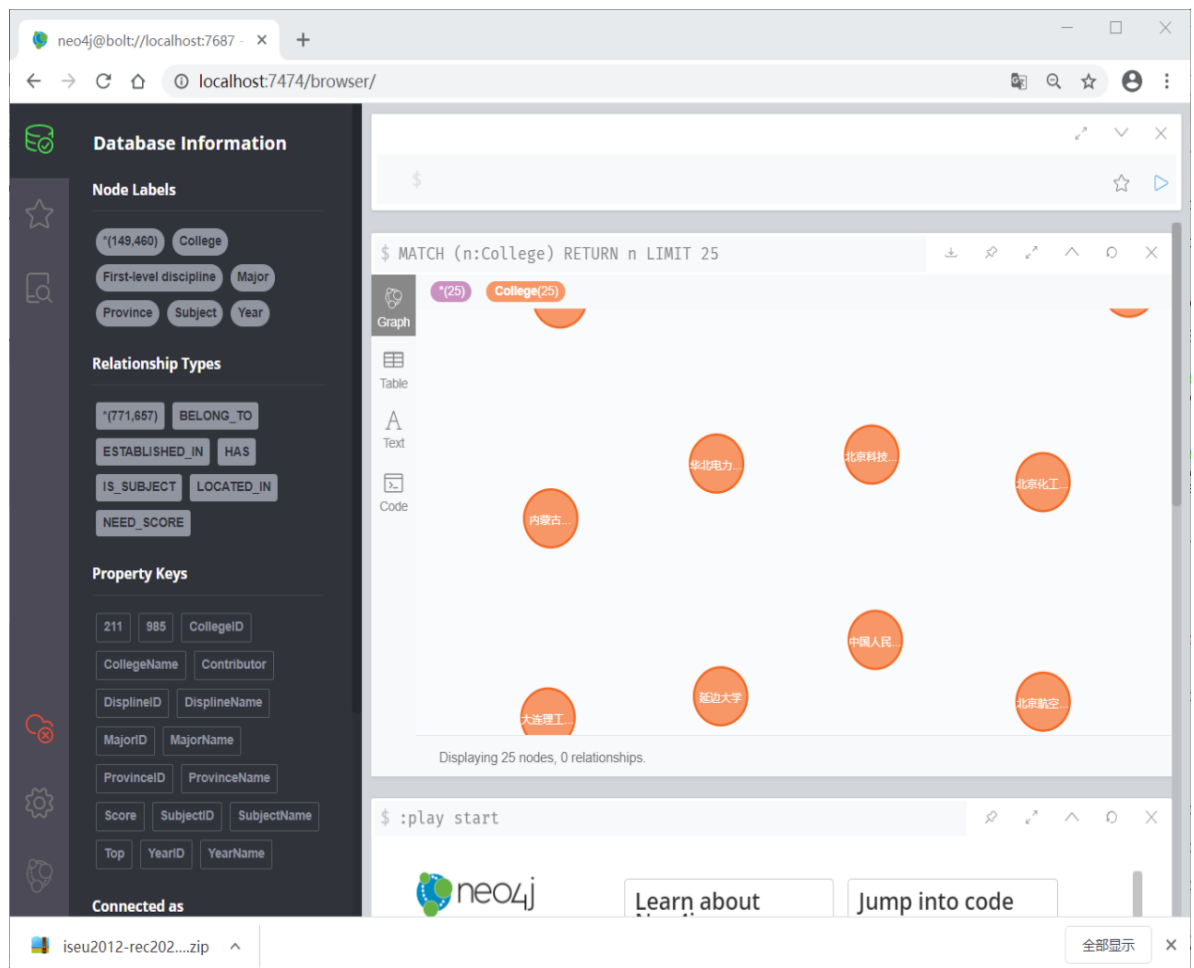 neo4j@bolt://localhost:7687 -
localhost:7474/browser/
Database Information
Node Labels
*(149,460) College
First-level discipline Major
Province Subject Year
Relationship Types
*(771,657) BELONG_TO
ESTABLISHED_IN HAS
IS_SUBJECT LOCATED_IN
NEED_SCORE
Property Keys
211 985 CollegeID
CollegeName Contributor
DisplineID DisplineName
MajorID MajorName
ProvinceID ProvinceName
Score SubjectID SubjectName
Top YearID YearName
Connected as
$
$ MATCH (n:College) RETURN n LIMIT 25
Graph
Table
Text
Code
*(25) College(25)
华北电力...
北京科技...
北京化工...
内蒙古...
中国人民...
延边大学
北京航空...
大连理工...
Displaying 25 nodes, 0 relationships.
$ :play start
neo4j
Learn about
Neo4j
Jump into code
iseu2012-rec202....zip
全部显示